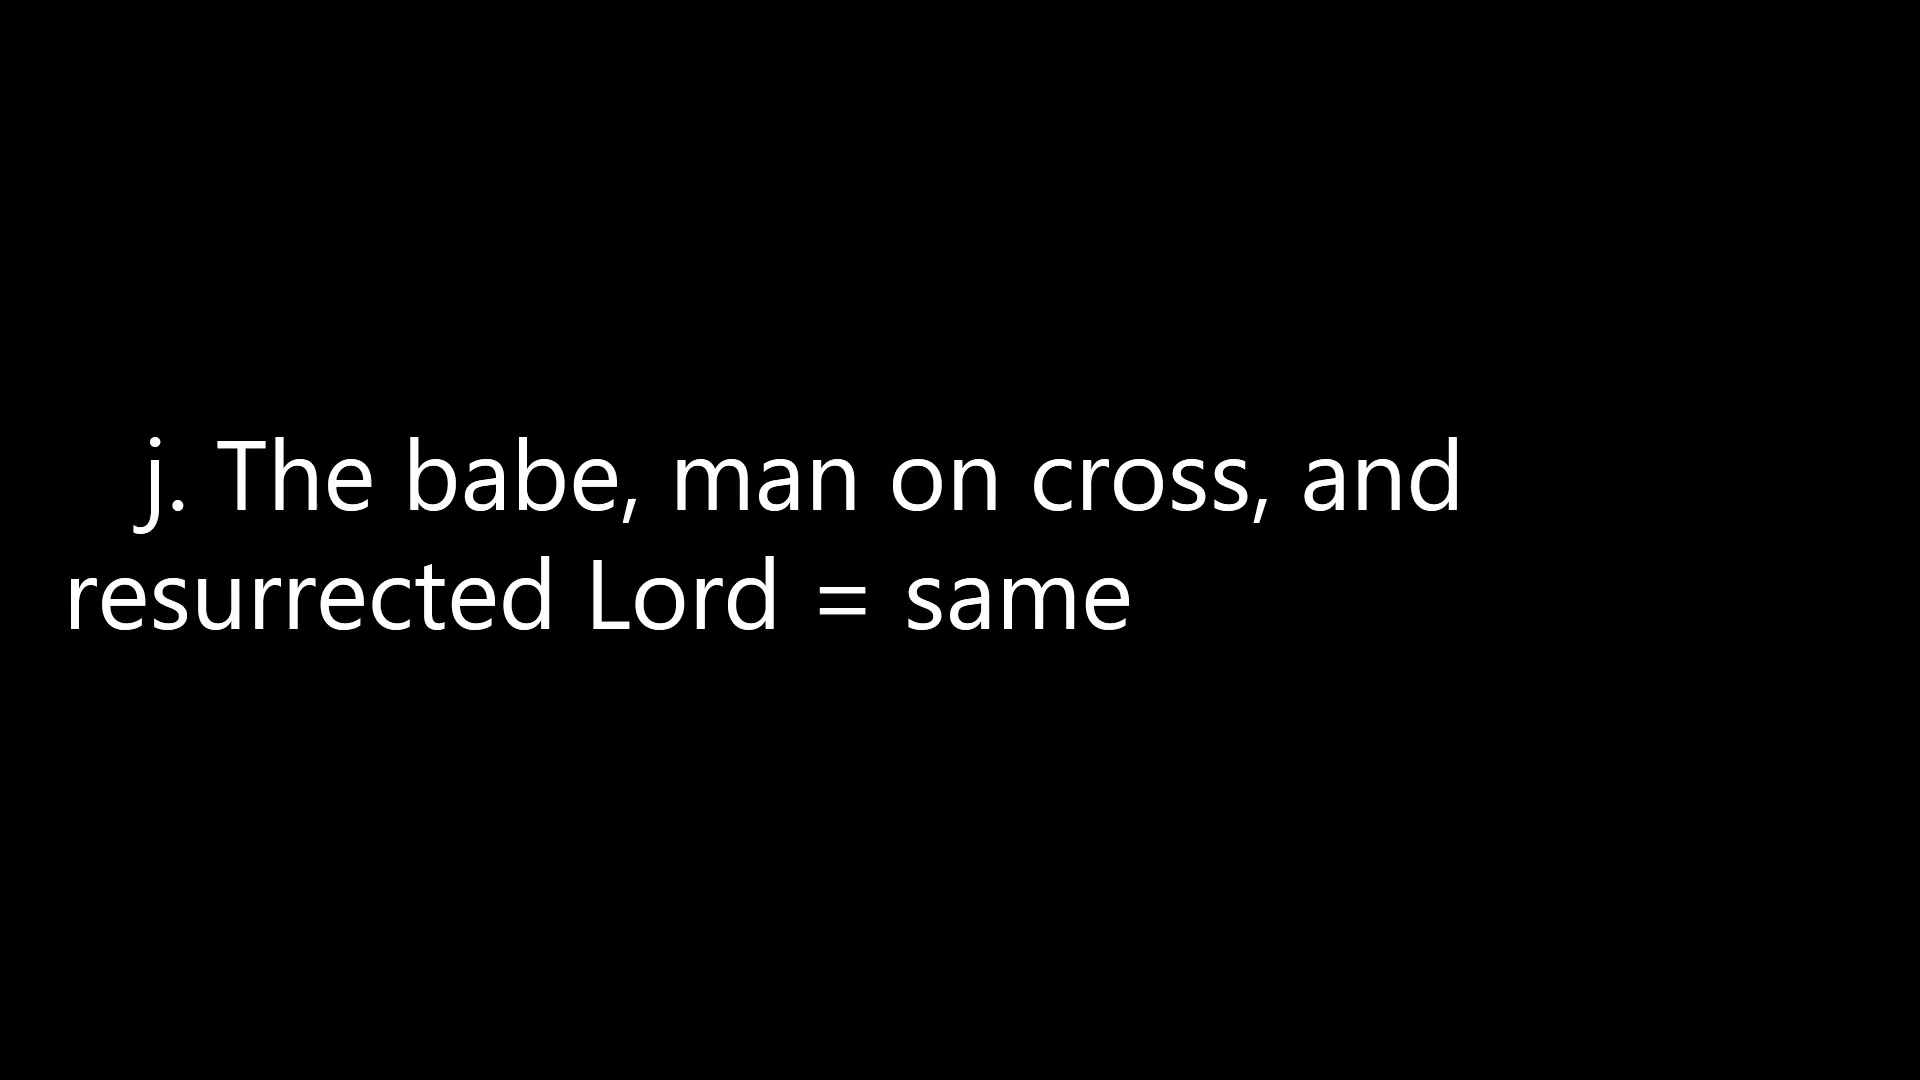 j. The babe, man on cross, and
resurrected Lord = same